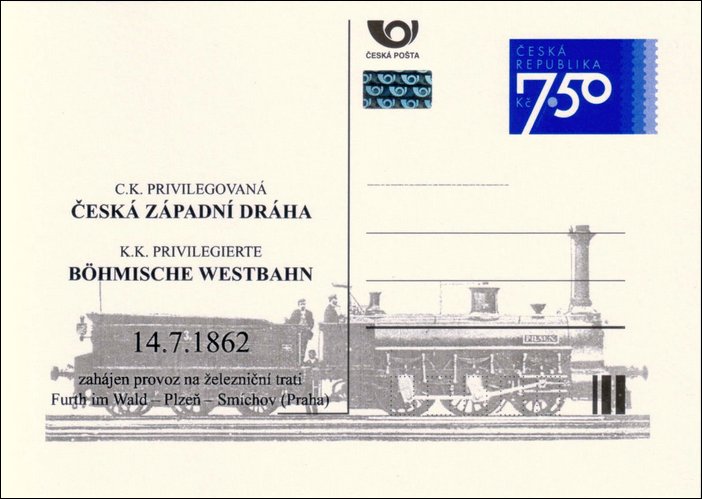 ČESKÁ POŠTA
ČESKÁ
REPUBLIKA
Kč 7.50
C.K. PRIVILEGOVANÁ
ČESKÁ ZÁPADNÍ DRÁHA
K.K. PRIVILEGIERTE
BÖHMISCHE WESTBAHN
14.7.1862
zahájen provoz na železniční trati
Furth im Wald – Plzeň – Smíchov (Praha)
PILSEN